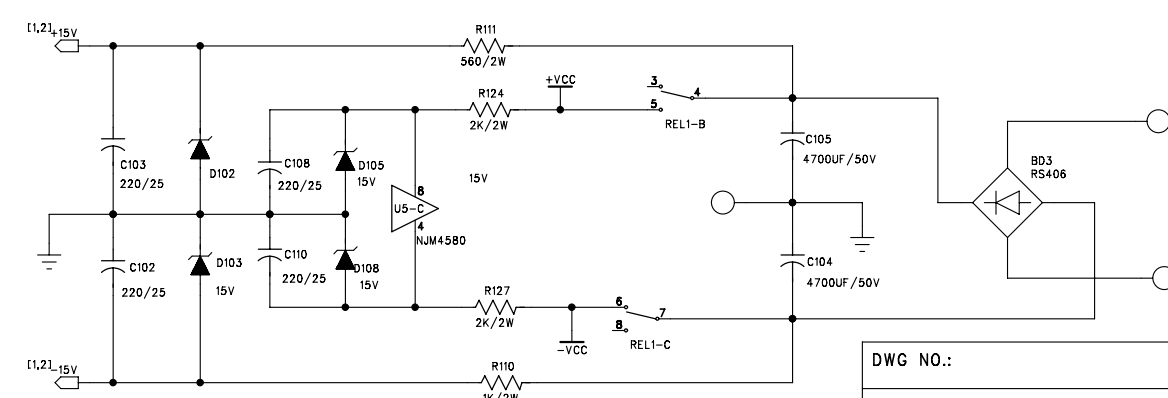 [1,2] +15V
R111
560/2W
+VCC
R124
2K/2W
3
4
5
REL1-B
C103
220/25
D102
C108
220/25
D105
15V
15V
8
U5-C
4
NJM4580
C105
4700UF/50V
BD3
RS406
C102
220/25
D103
15V
C110
220/25
D108
15V
C104
4700UF/50V
R127
2K/2W
6
7
8
REL1-C
-VCC
[1,2] -15V
R110
1K/2W
DWG NO.: